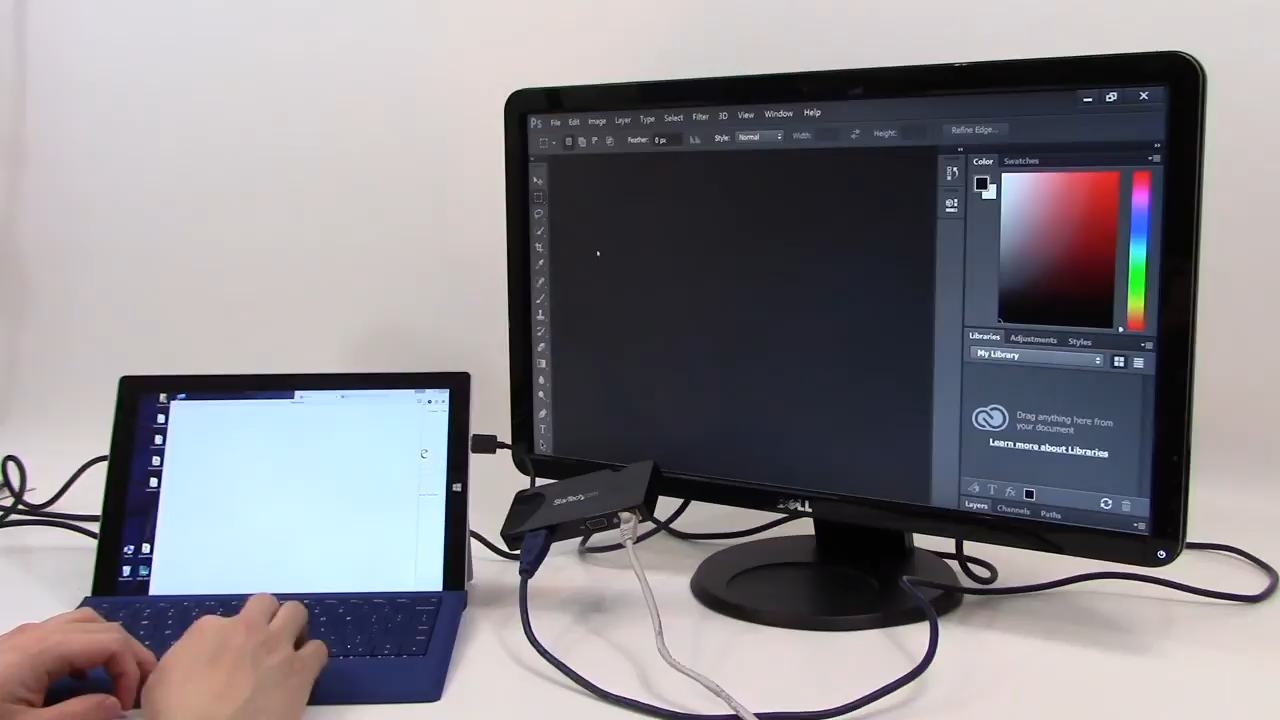 Ps File Edit Image Layer Type Select Filter 3D View Window Help
Feather: 0 px Style: Normal Width: Height: Refine Edge...
Color Swatches
Libraries Adjustments Styles
My Library
Drag anything here from
your document
Learn more about Libraries
T fx
Layers Channels Paths
StarTech.com
DELL